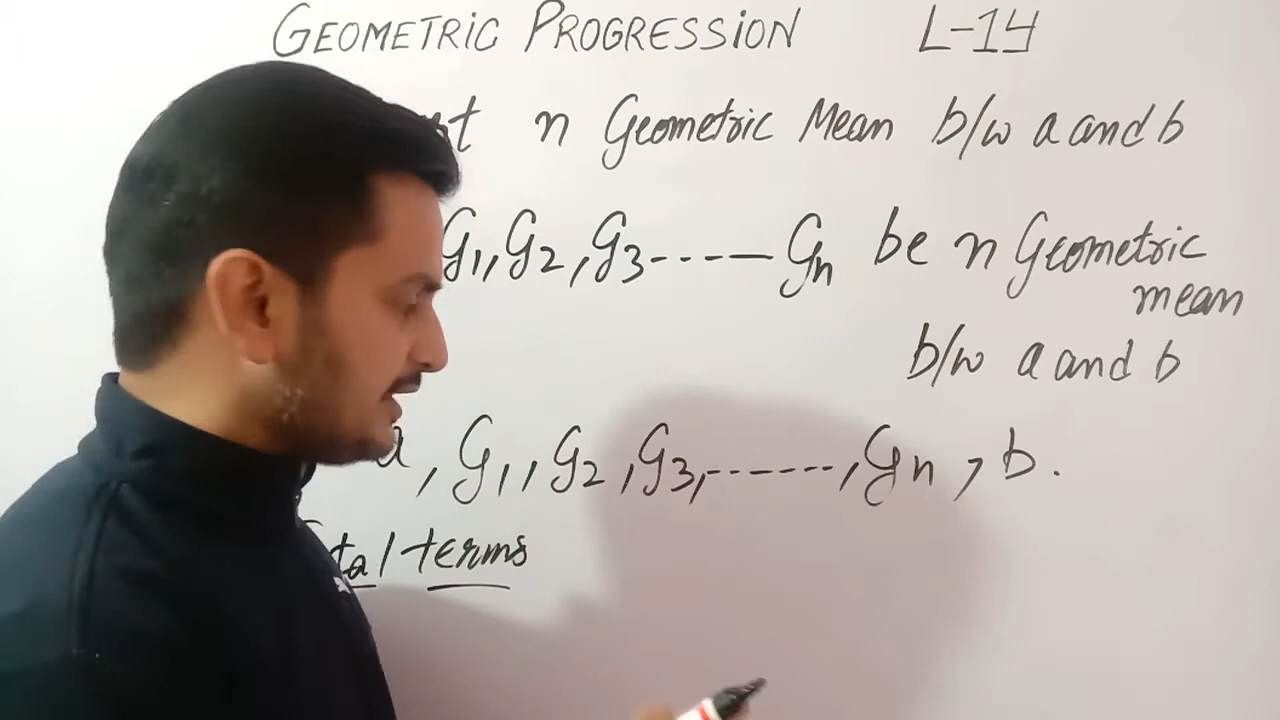 GEOMETRIC PROGRESSION L-14
n Geometric Mean b/w a and b
G1, G2, G3----— Gn be n Geometric
mean
b/w a and b
a, G1, G2, G3,-------, Gn, b.
terms